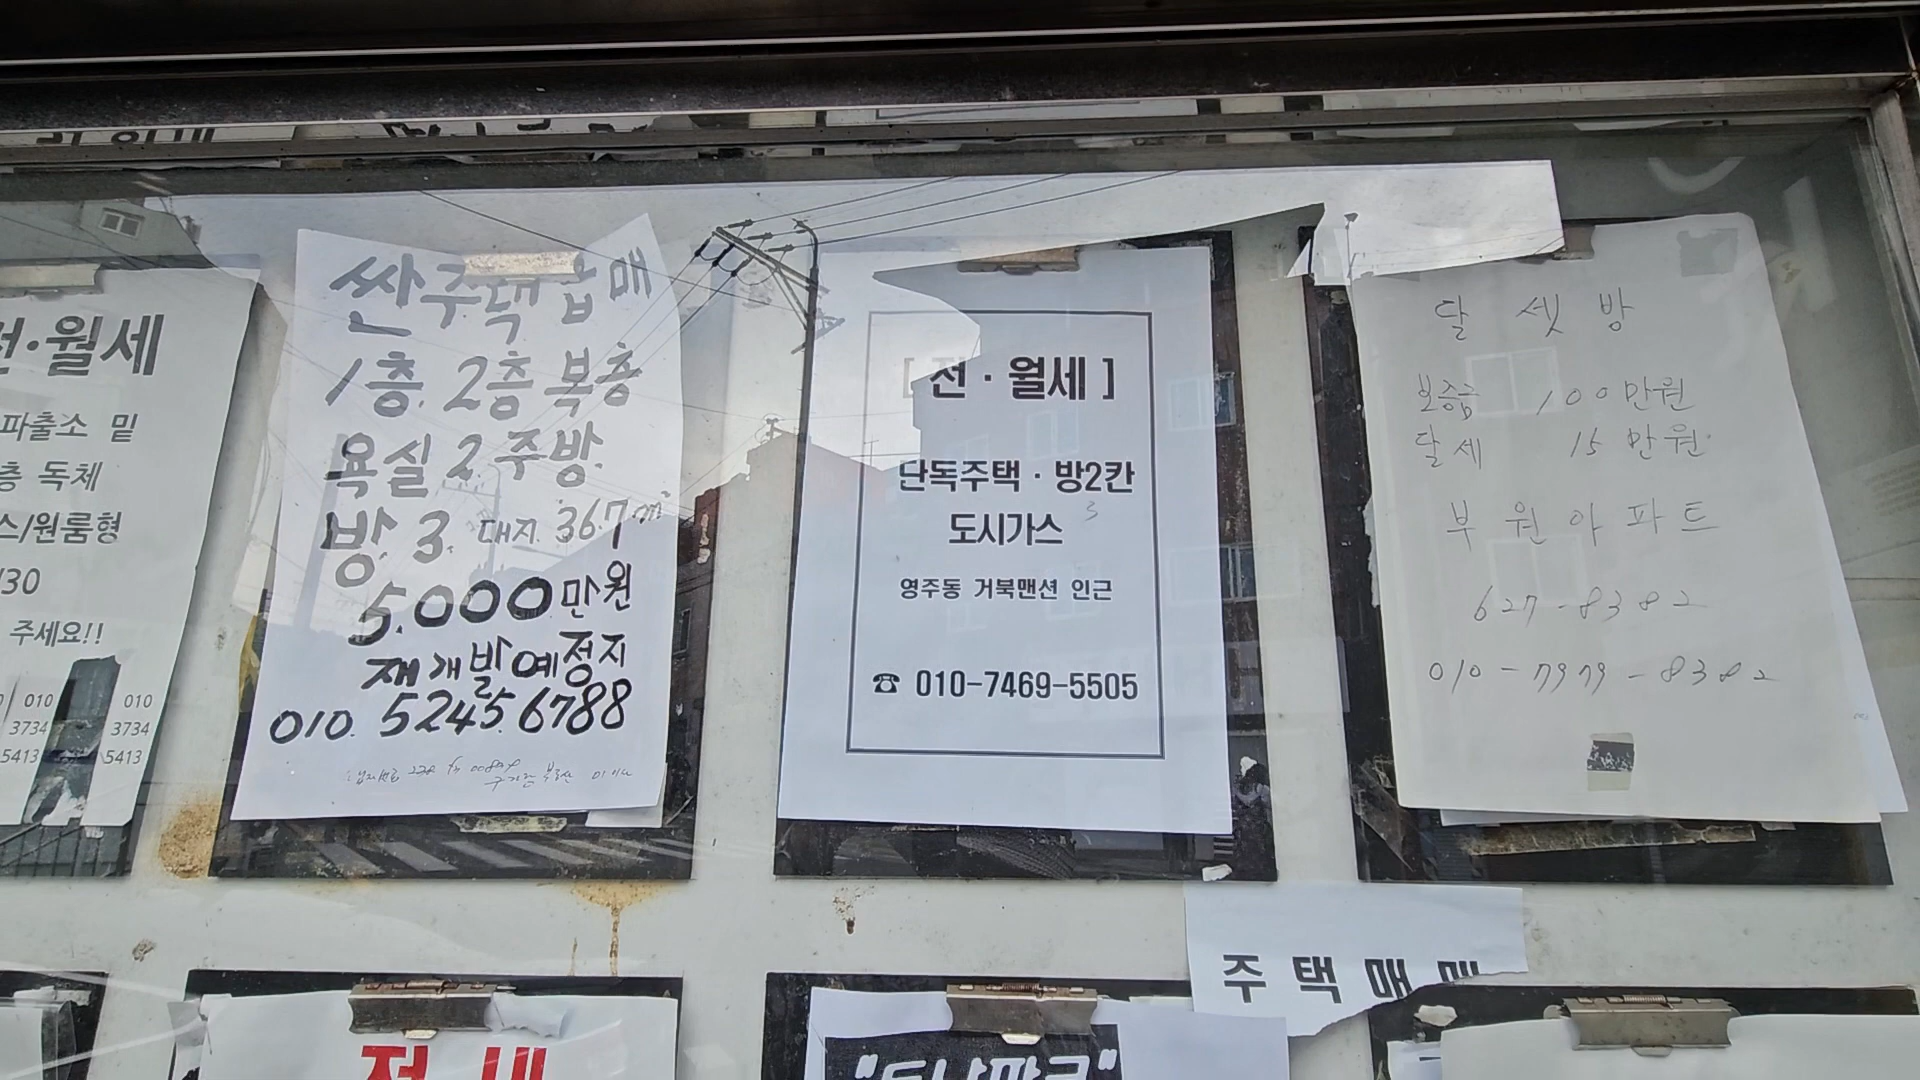 전·월세
파출소 밑
층 독채
스/원룸형
/30
주세요!!
010 010
3734 3734
5413 5413
싼주택급매
1층.2층복층
욕실2.주방.
방.3. 대지.36.7㎡
5.000만원
재개발예정지
010.5245.6788
[전·월세]
단독주택·방2칸
3
도시가스
영주동 거북맨션 인근
☎ 010-7469-5505
달 셋 방
보증금 100만원
달세 15만원
부 원 아 파 트
627-8382
010-7979-8382
주택매매
전세